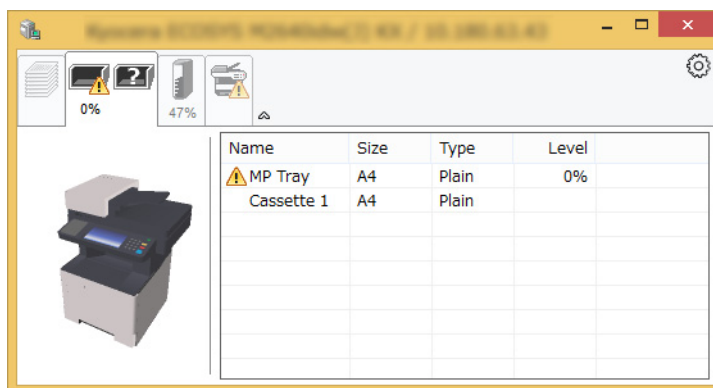 0%
47%
Name Size Type Level
MP Tray A4 Plain 0%
Cassette 1 A4 Plain